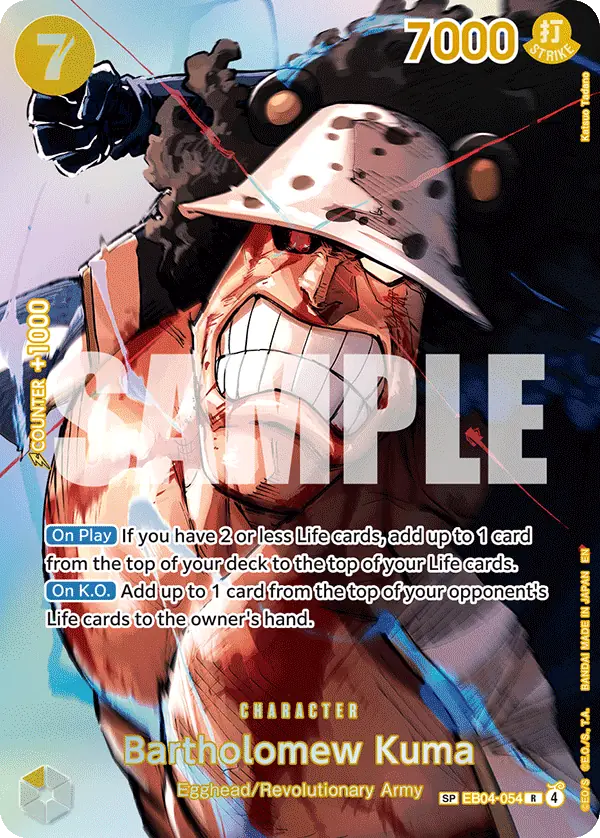 7
7000
打
STRIKE
Katsuo Tadano
COUNTER +1000
SAMPLE
On Play If you have 2 or less Life cards, add up to 1 card
from the top of your deck to the top of your Life cards.
On K.O. Add up to 1 card from the top of your opponent's
Life cards to the owner's hand.
CHARACTER
Bartholomew Kuma
Egghead/Revolutionary Army
SP EB04-054 R 4
©E.O/S ©E.O./S., T.A. BANDAI MADE IN JAPAN EN